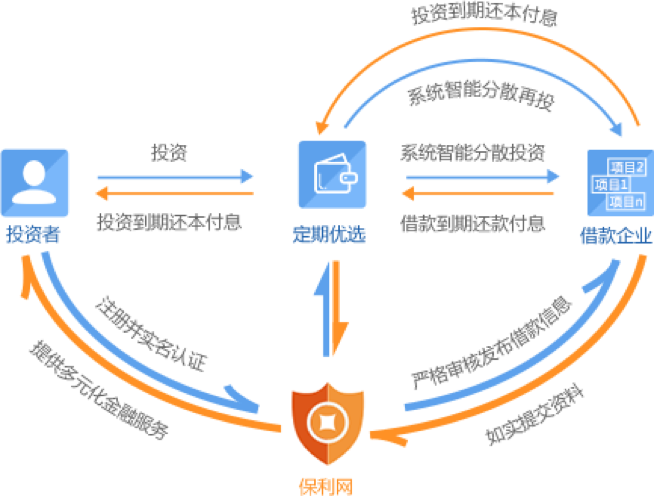 投资到期还本付息
系统智能分散再投
投资
系统智能分散投资
项目2
项目1
项目n
投资到期还本付息
借款到期还款付息
投资者
定期优选
借款企业
注册并实名认证
提供多元化金融服务
严格审核发布借款信息
如实提交资料
保利网